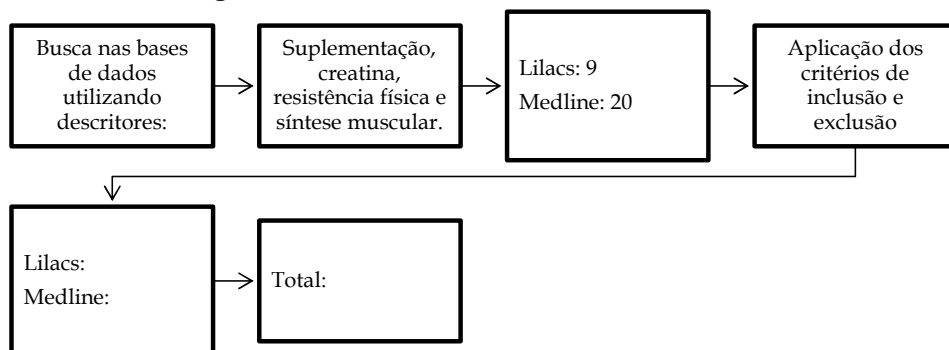 Busca nas bases
de dados
utilizando
descritores:
Suplementação,
creatina,
resistência física e
síntese muscular.
Lilacs: 9
Medline: 20
Aplicação dos
critérios de
inclusão e
exclusão
Lilacs:
Medline:
Total: